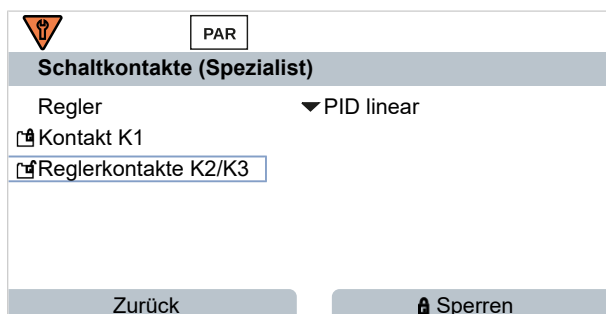 PAR
Schaltkontakte (Spezialist)
Regler PID linear
Kontakt K1
Reglerkontakte K2/K3
Zurück Sperren